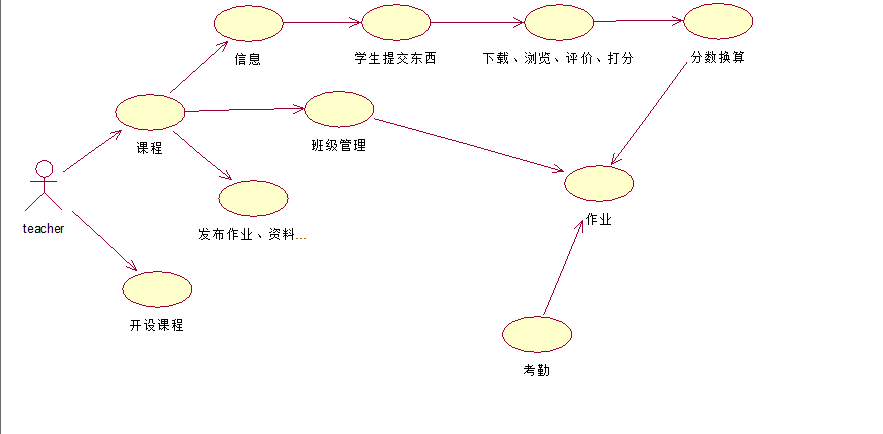 信息
学生提交东西
下载、浏览、评价、打分
分数换算
课程
班级管理
作业
teacher
发布作业、资料...
开设课程
考勤